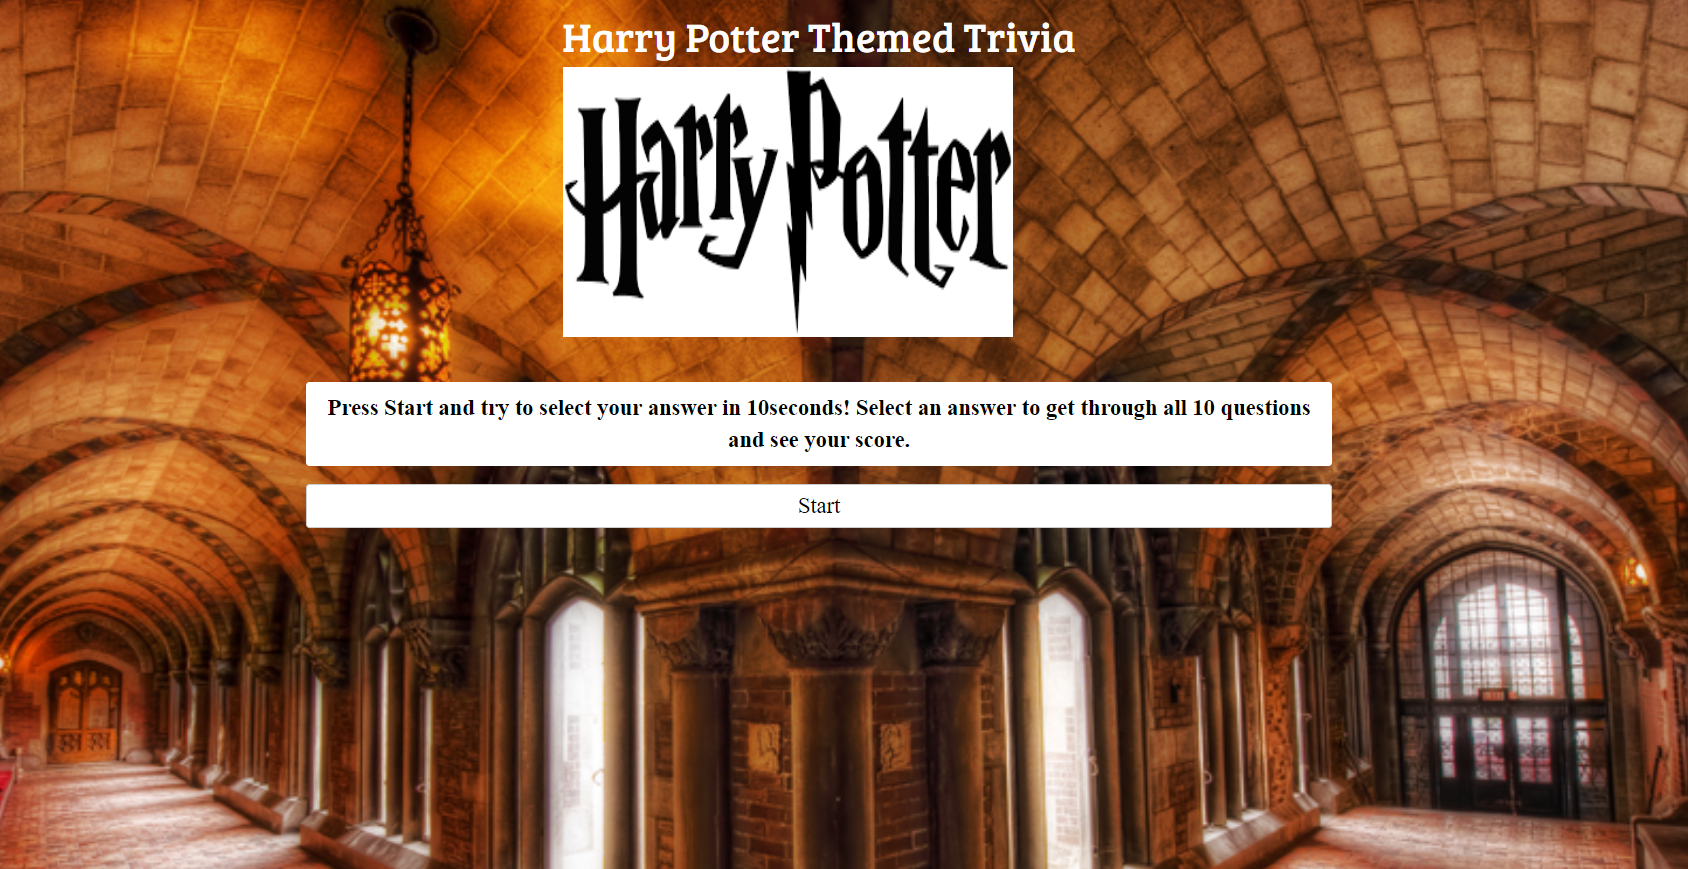 Harry Potter Themed Trivia
Harry Potter
Press Start and try to select your answer in 10seconds! Select an answer to get through all 10 questions
and see your score.
Start